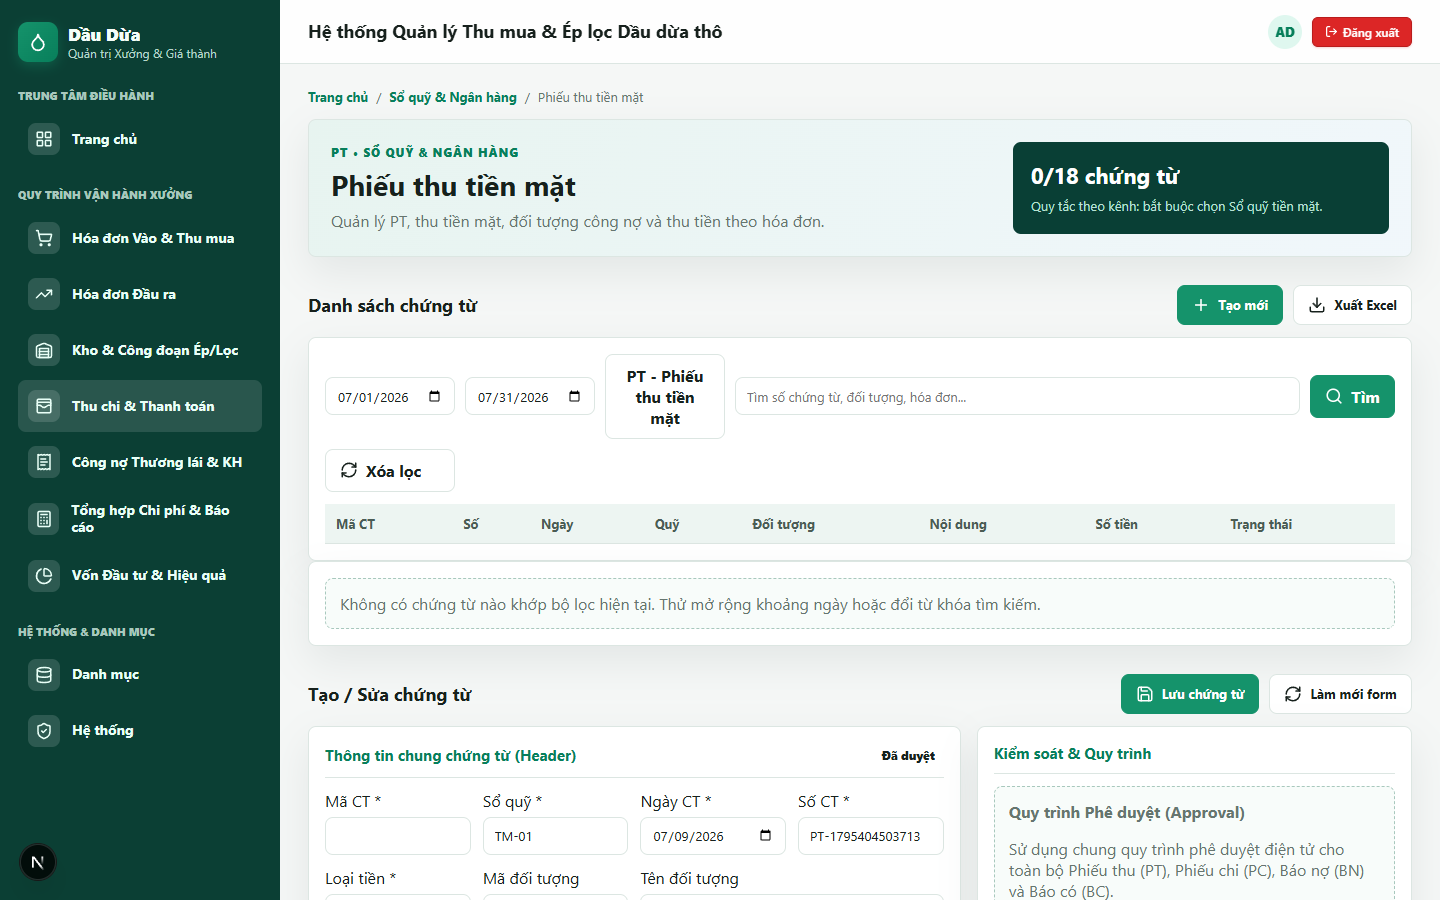 Dầu Dừa
Quản trị Xưởng & Giá thành
TRUNG TÂM ĐIỀU HÀNH
Trang chủ
QUY TRÌNH VẬN HÀNH XƯỞNG
Hóa đơn Vào & Thu mua
Hóa đơn Đầu ra
Kho & Công đoạn Ép/Lọc
Thu chi & Thanh toán
Công nợ Thương lái & KH
Tổng hợp Chi phí & Báo
cáo
Vốn Đầu tư & Hiệu quả
HỆ THỐNG & DANH MỤC
Danh mục
Hệ thống
N
Hệ thống Quản lý Thu mua & Ép lọc Dầu dừa thô
AD
Đăng xuất
Trang chủ / Sổ quỹ & Ngân hàng / Phiếu thu tiền mặt
PT • SỔ QUỸ & NGÂN HÀNG
Phiếu thu tiền mặt
Quản lý PT, thu tiền mặt, đối tượng công nợ và thu tiền theo hóa đơn.
0/18 chứng từ
Quy tắc theo kênh: bắt buộc chọn Sổ quỹ tiền mặt.
Danh sách chứng từ
Tạo mới
Xuất Excel
07/01/2026
07/31/2026
PT - Phiếu
thu tiền
mặt
Tìm số chứng từ, đối tượng, hóa đơn...
Tìm
Xóa lọc
Mã CT Số Ngày Quỹ Đối tượng Nội dung Số tiền Trạng thái
Không có chứng từ nào khớp bộ lọc hiện tại. Thử mở rộng khoảng ngày hoặc đổi từ khóa tìm kiếm.
Tạo / Sửa chứng từ
Lưu chứng từ
Làm mới form
Thông tin chung chứng từ (Header)
Đã duyệt
Mã CT * Sổ quỹ * Ngày CT * Số CT *
TM-01 07/09/2026 PT-1795404503713
Loại tiền * Mã đối tượng Tên đối tượng
Kiểm soát & Quy trình
Quy trình Phê duyệt (Approval)
Sử dụng chung quy trình phê duyệt điện tử cho
toàn bộ Phiếu thu (PT), Phiếu chi (PC), Báo nợ (BN)
và Báo có (BC).